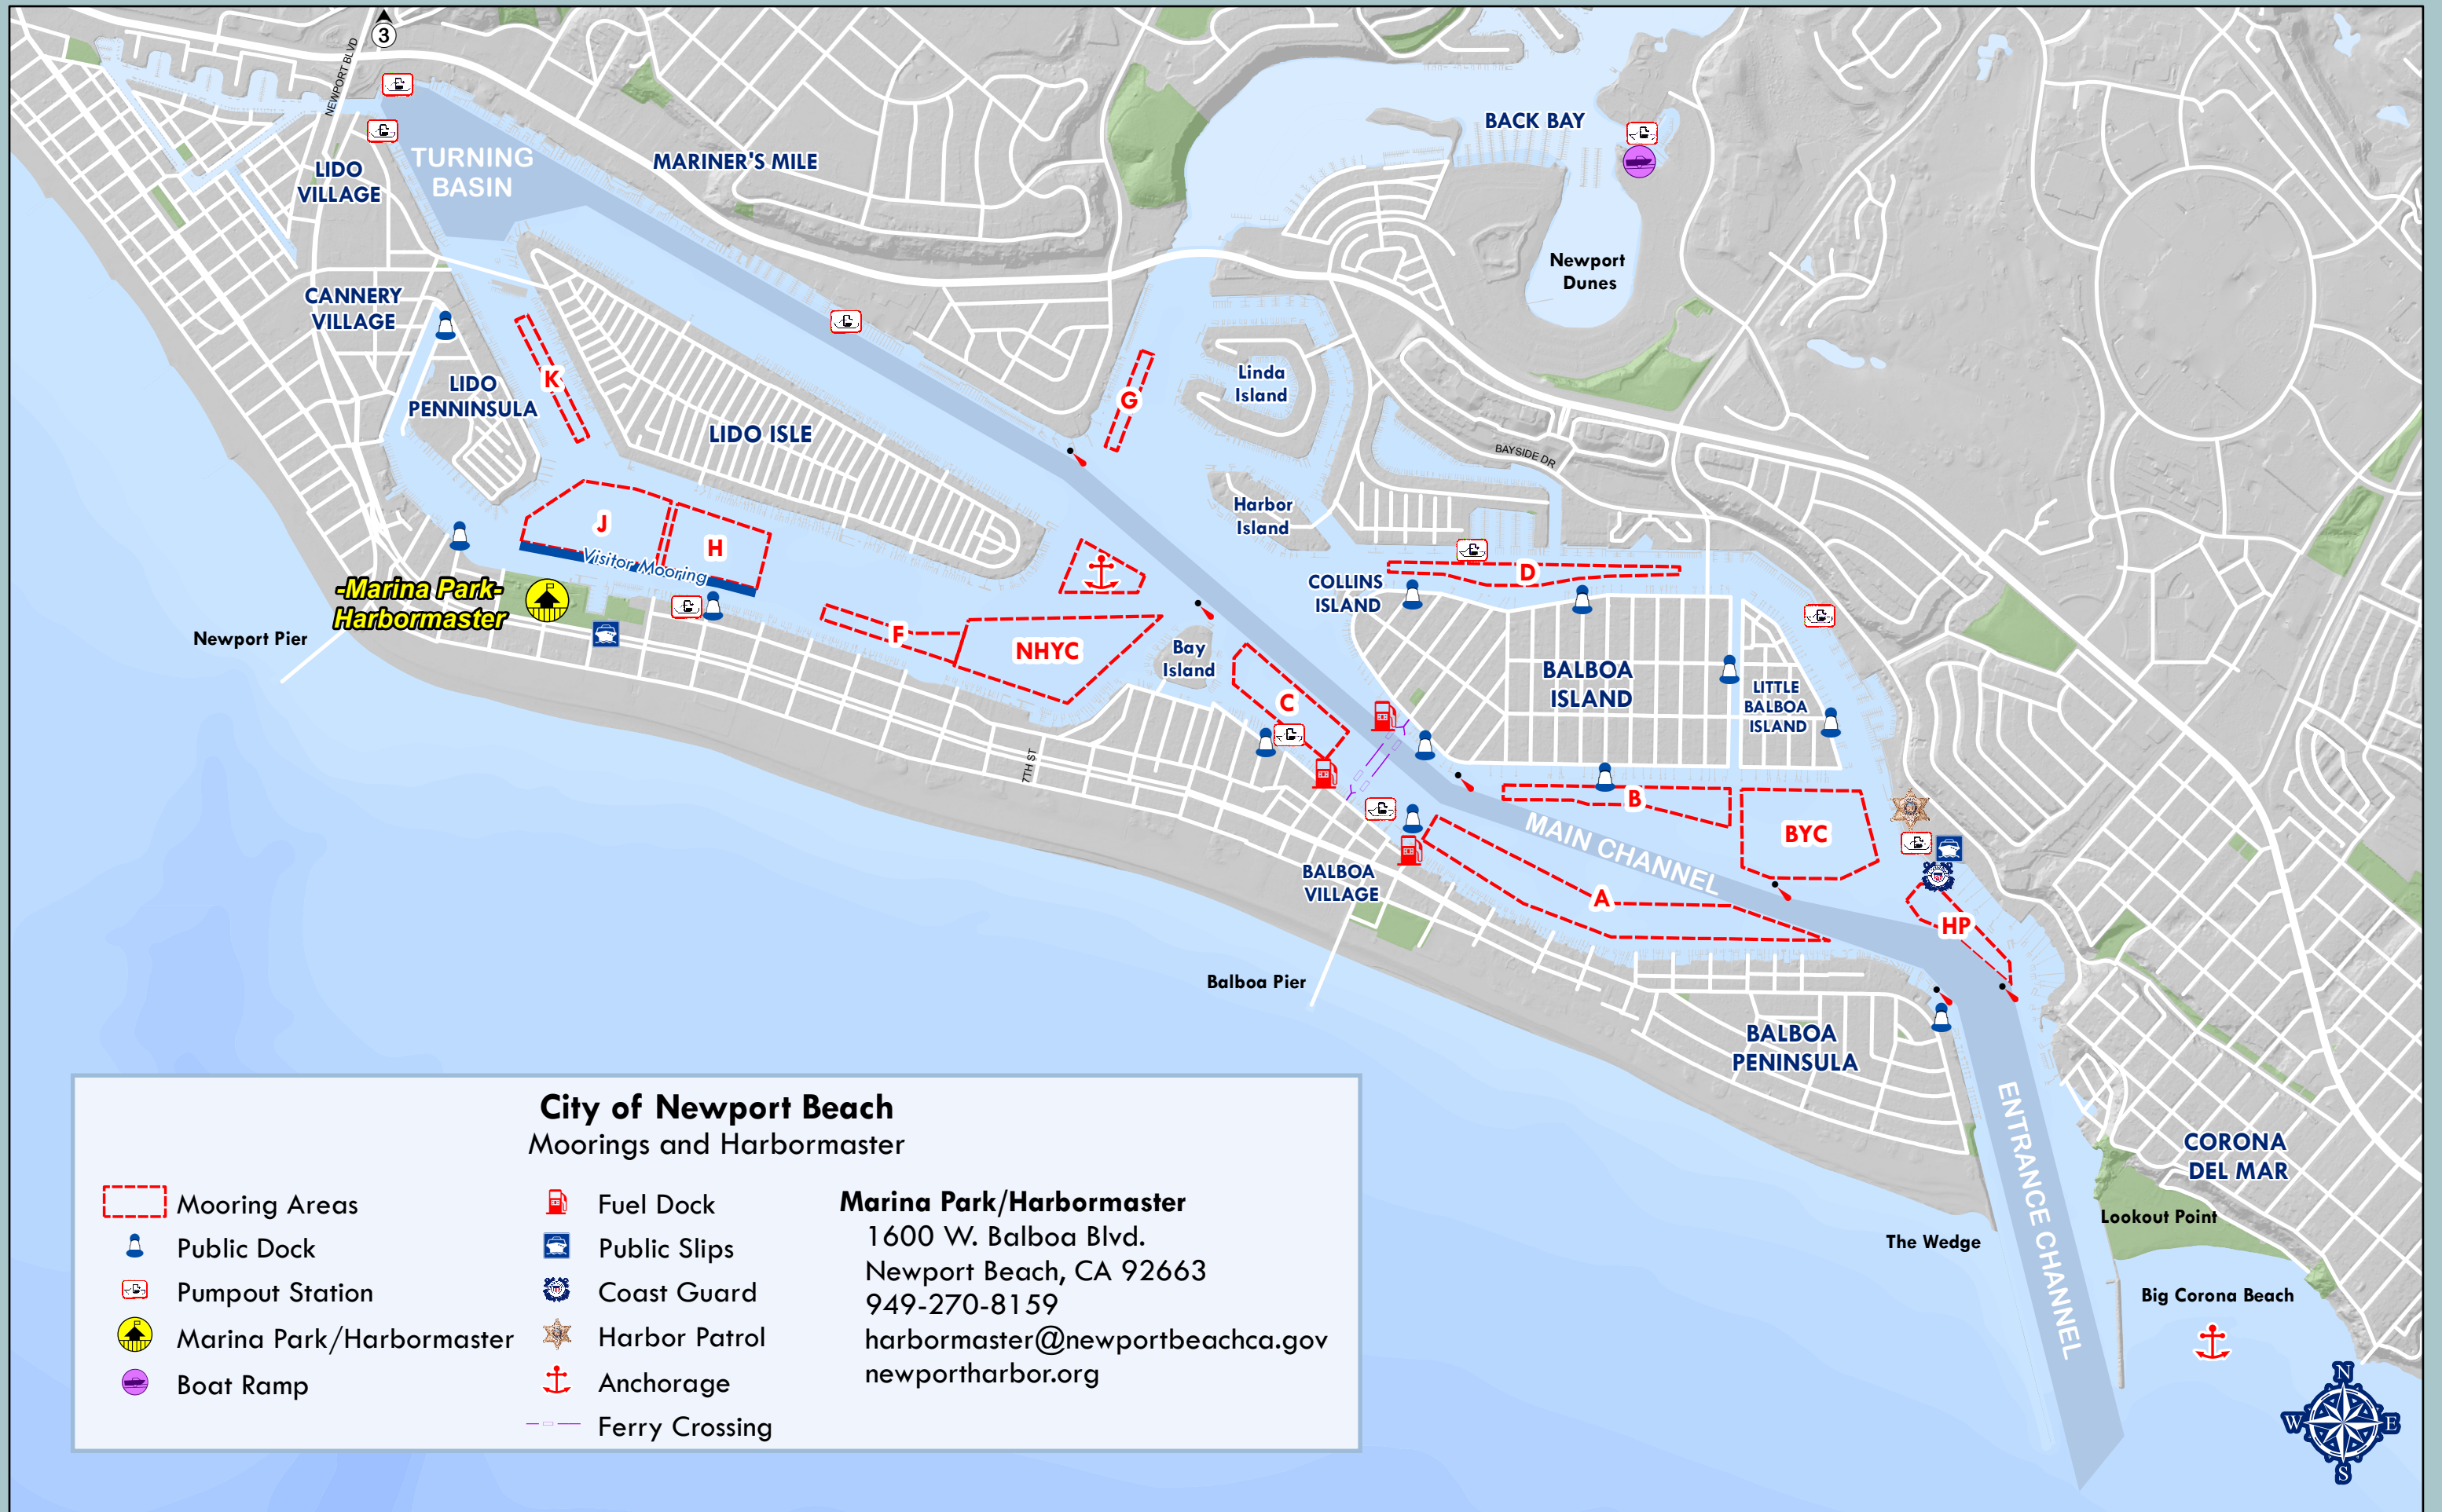 3
NEWPORT BLVD
TURNING
BASIN
LIDO
VILLAGE
MARINER'S MILE
BACK BAY
Newport
Dunes
CANNERY
VILLAGE
LIDO
PENNINSULA
K
LIDO ISLE
G
Linda
Island
BAYSIDE DR
Harbor
Island
J
H
Visitor Mooring
-Marina Park-
Harbormaster
Newport Pier
F
NHYC
Bay
Island
COLLINS
ISLAND
D
BALBOA
ISLAND
LITTLE
BALBOA
ISLAND
C
7TH ST
B
BYC
MAIN CHANNEL
BALBOA
VILLAGE
A
HP
Balboa Pier
BALBOA
PENINSULA
ENTRANCE CHANNEL
CORONA
DEL MAR
Lookout Point
The Wedge
Big Corona Beach
N
W
E
S
City of Newport Beach
Moorings and Harbormaster
Mooring Areas
Public Dock
Pumpout Station
Marina Park/Harbormaster
Boat Ramp
Fuel Dock
Public Slips
Coast Guard
Harbor Patrol
Anchorage
Ferry Crossing
Marina Park/Harbormaster
1600 W. Balboa Blvd.
Newport Beach, CA 92663
949-270-8159
harbormaster@newportbeachca.gov
newportharbor.org